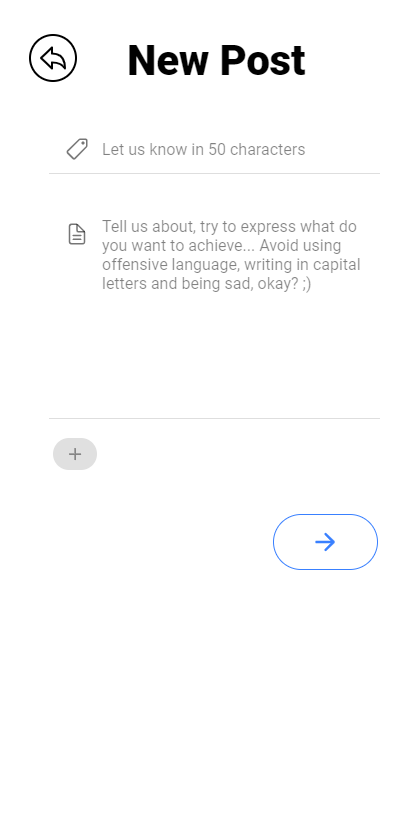 New Post
Let us know in 50 characters
Tell us about, try to express what do
you want to achieve... Avoid using
offensive language, writing in capital
letters and being sad, okay? ;)